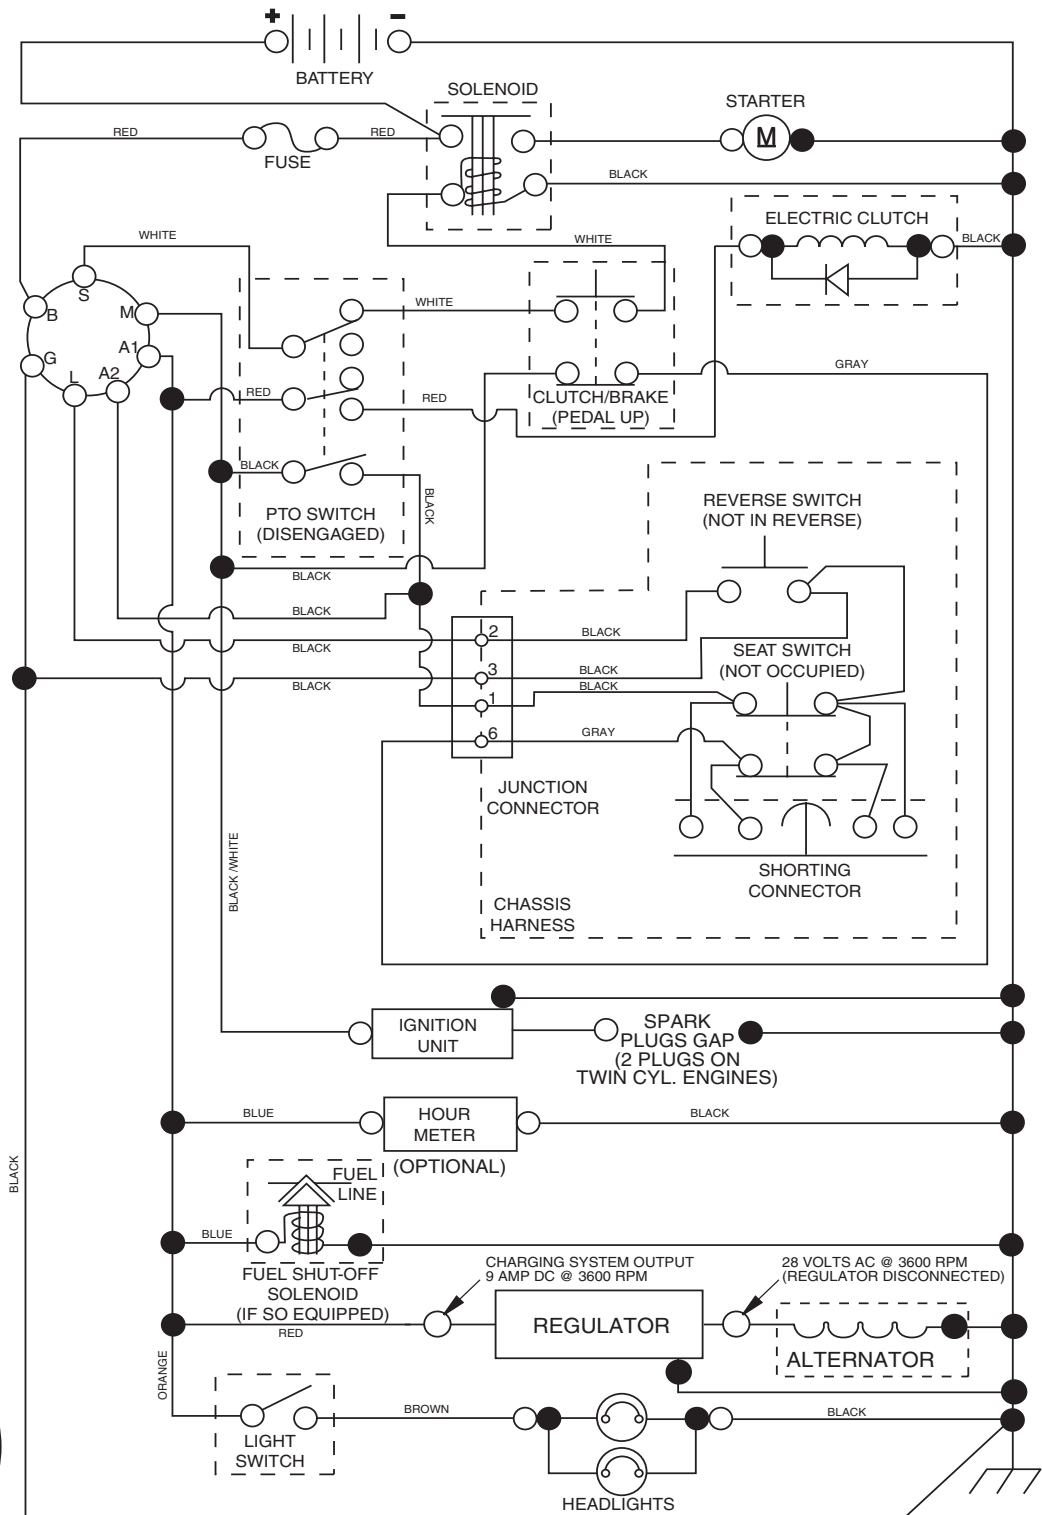 + −
BATTERY
SOLENOID
STARTER
RED
RED
FUSE
M
BLACK
WHITE
ELECTRIC CLUTCH
WHITE
BLACK
S
B
M
WHITE
A1
G
A2
L
GRAY
RED
RED
CLUTCH/BRAKE
(PEDAL UP)
BLACK
BLACK
PTO SWITCH
(DISENGAGED)
REVERSE SWITCH
(NOT IN REVERSE)
BLACK
BLACK
BLACK
2
BLACK
SEAT SWITCH
(NOT OCCUPIED)
3
BLACK
BLACK
1
BLACK
6
GRAY
JUNCTION
CONNECTOR
BLACK /WHITE
SHORTING
CONNECTOR
CHASSIS
HARNESS
IGNITION
UNIT
SPARK
PLUGS GAP
(2 PLUGS ON
TWIN CYL. ENGINES)
BLUE
HOUR
METER
BLACK
(OPTIONAL)
BLACK
FUEL
LINE
BLUE
FUEL SHUT-OFF
SOLENOID
(IF SO EQUIPPED)
CHARGING SYSTEM OUTPUT
9 AMP DC @ 3600 RPM
28 VOLTS AC @ 3600 RPM
(REGULATOR DISCONNECTED)
RED
REGULATOR
ALTERNATOR
ORANGE
BROWN
BLACK
LIGHT
SWITCH
HEADLIGHTS